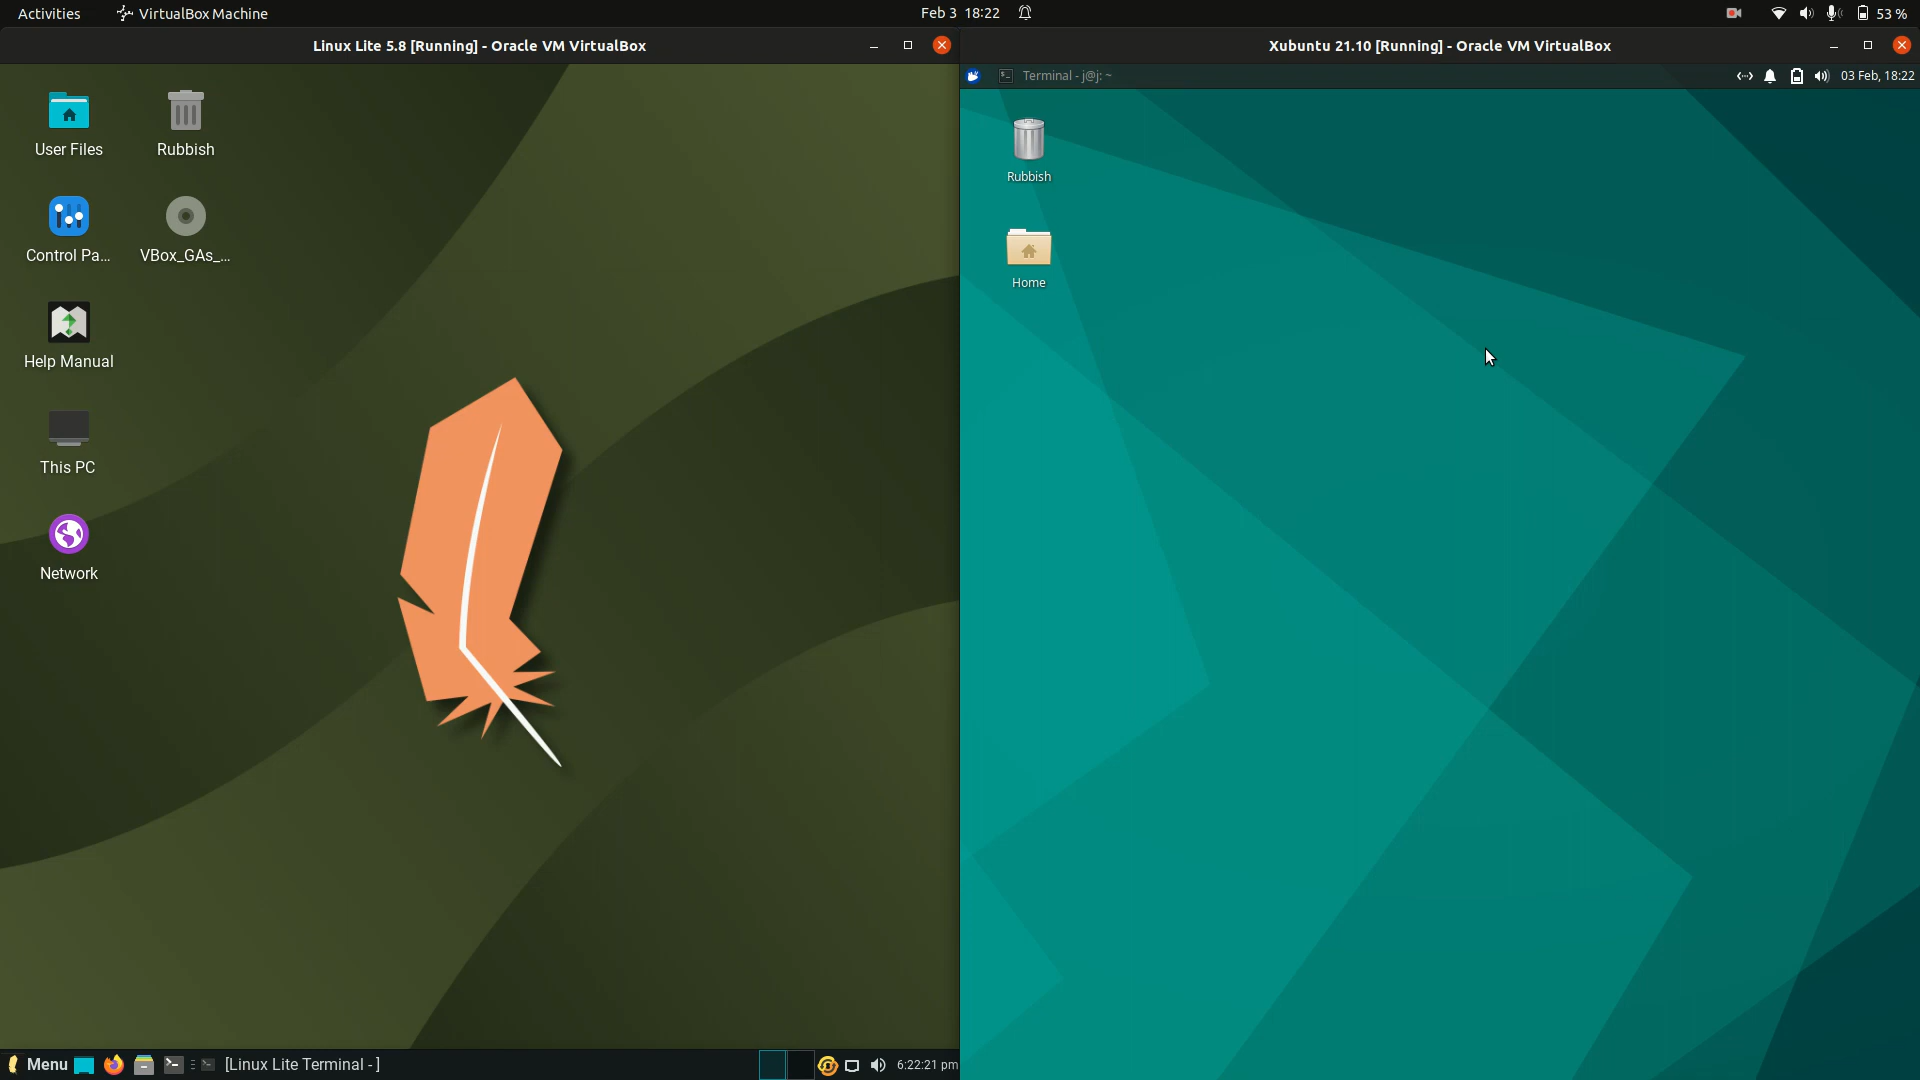 Activities
VirtualBox Machine
Feb 3 18:22
53 %
Linux Lite 5.8 [Running] - Oracle VM VirtualBox
Xubuntu 21.10 [Running] - Oracle VM VirtualBox
Terminal - j@j: ~
03 Feb, 18:22
User Files
Rubbish
Control Pa...
VBox_GAs_...
Help Manual
This PC
Network
Rubbish
Home
Menu
[Linux Lite Terminal - ]
6:22:21 pm